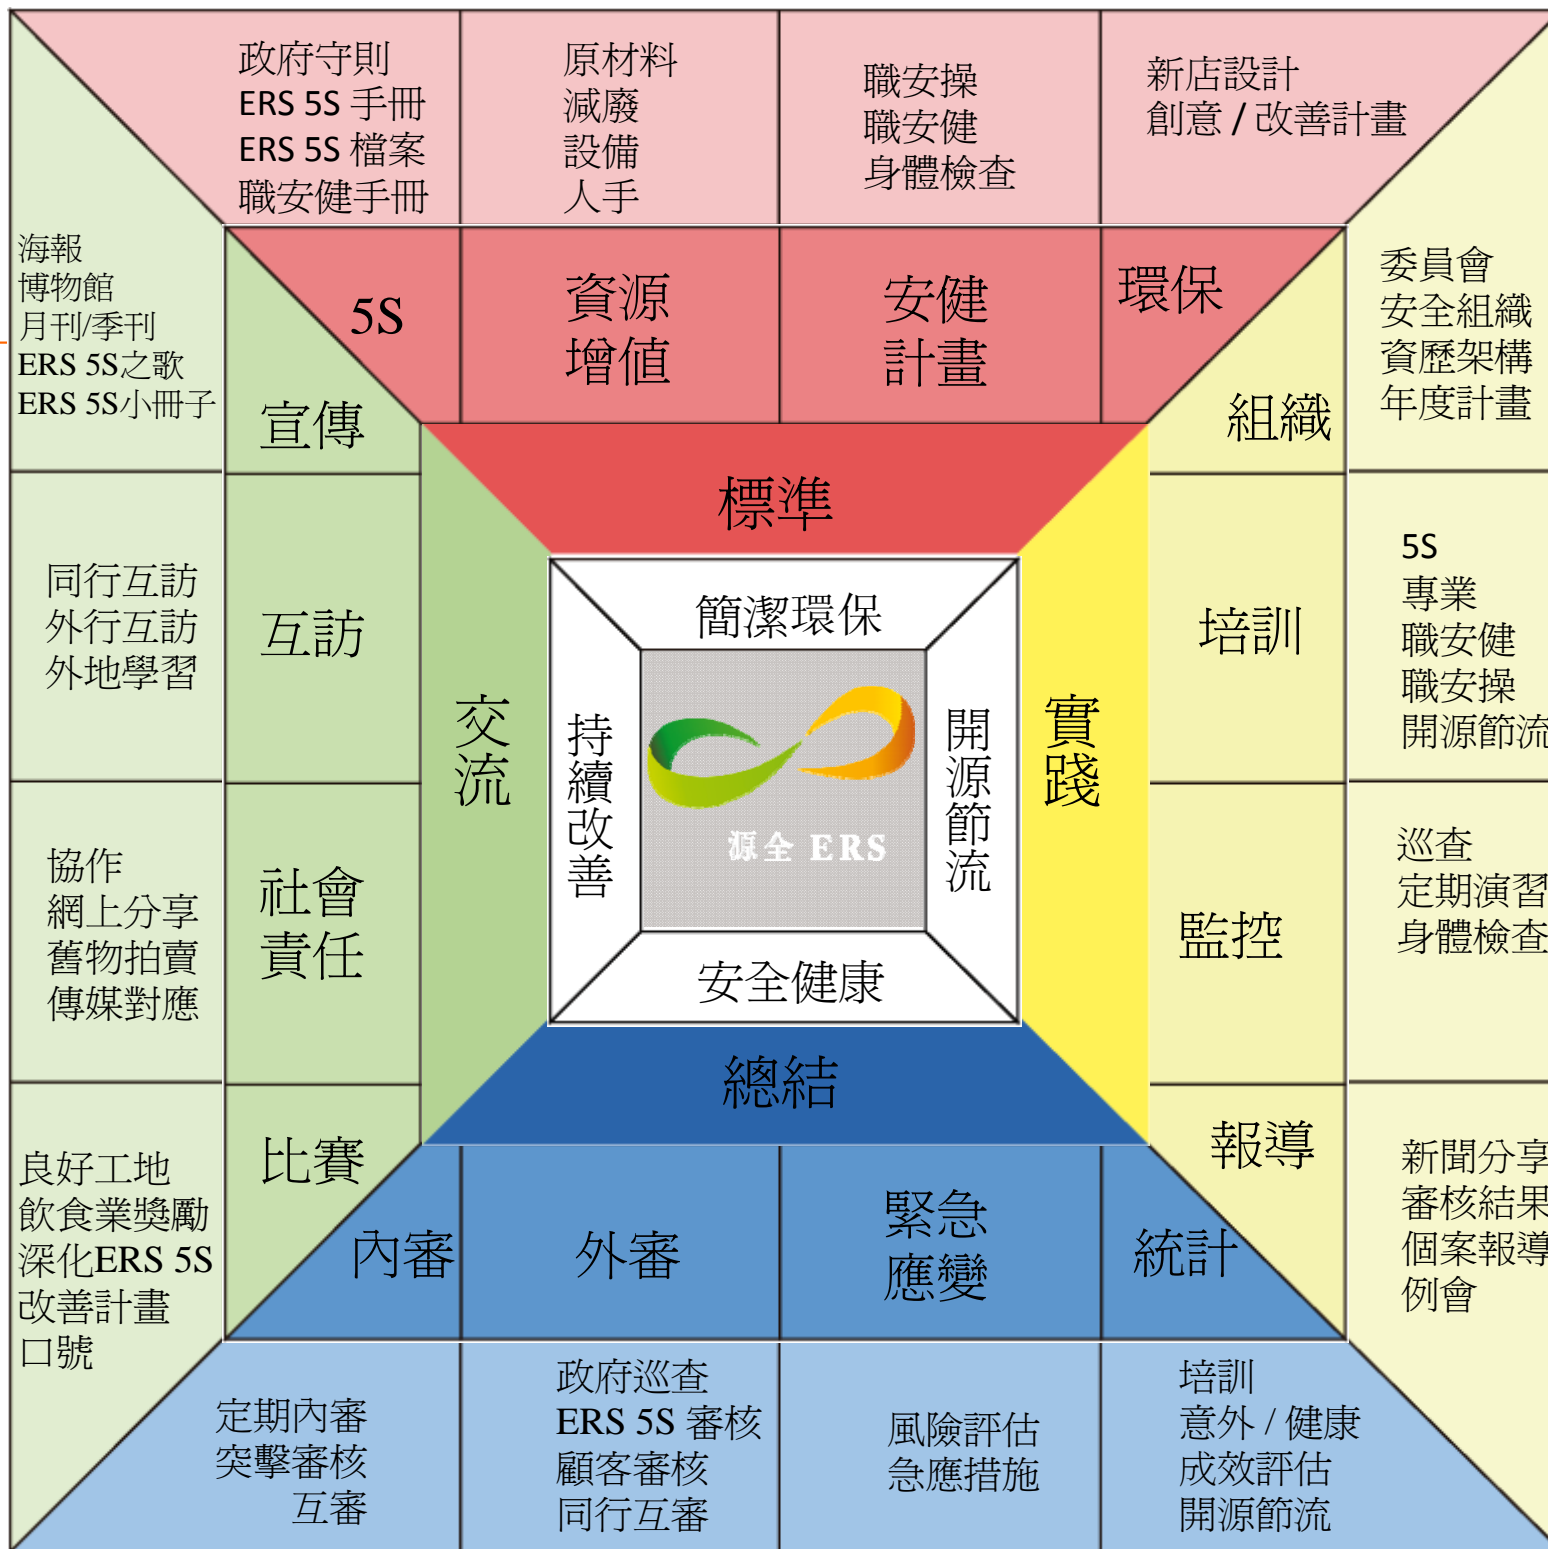 政府守則
ERS 5S 手冊
ERS 5S 檔案
職安健手冊
原材料
減廢
設備
人手
職安操
職安健
身體檢查
新店設計
創意 / 改善計畫
5S
資源
增值
安健
計畫
環保
標準
海報
博物館
月刊/季刊
ERS 5S之歌
ERS 5S小冊子
同行互訪
外行互訪
外地學習
協作
網上分享
舊物拍賣
傳媒對應
良好工地
飲食業獎勵
深化ERS 5S
改善計畫
口號
宣傳
互訪
社會
責任
比賽
交流
簡潔環保
持續改善
源全 ERS
開源節流
安全健康
實踐
組織
培訓
監控
報導
委員會
安全組織
資歷架構
年度計畫
5S
專業
職安健
職安操
開源節流
巡查
定期演習
身體檢查
新聞分享
審核結果
個案報導
例會
總結
內審
外審
緊急
應變
統計
定期內審
突擊審核
互審
政府巡查
ERS 5S 審核
顧客審核
同行互審
風險評估
急應措施
培訓
意外 / 健康
成效評估
開源節流